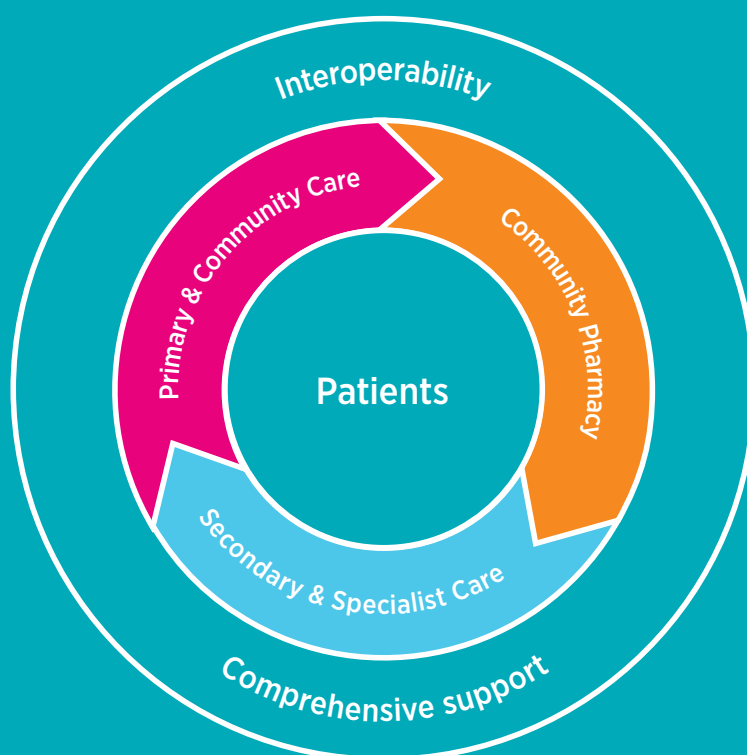 Interoperability
Primary & Community Care
Community Pharmacy
Patients
Secondary & Specialist Care
Comprehensive support